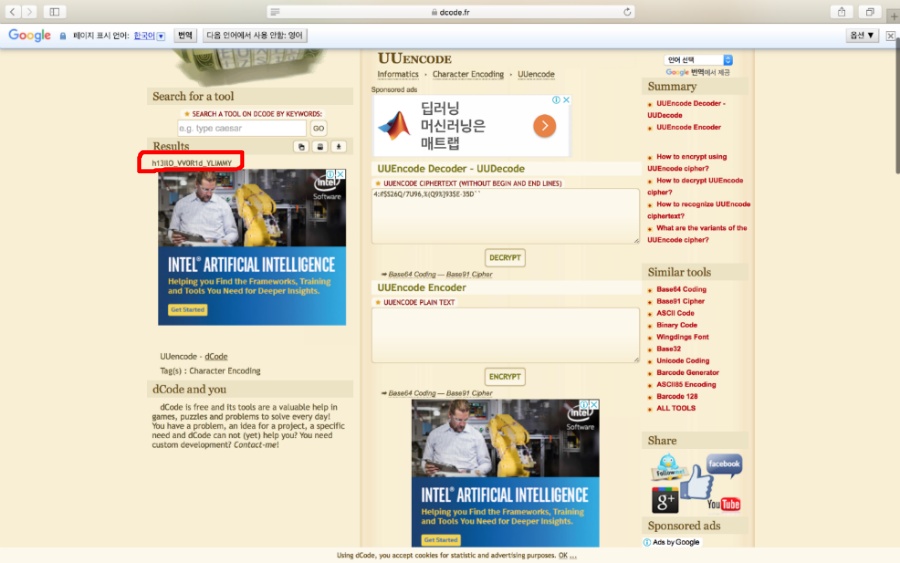 dcode.fr
Google 페이지 표시 언어: 한국어 ▼ 번역 다음 언어에서 사용 안함: 영어 옵션 ▼
Search for a tool
SEARCH A TOOL ON DCODE BY KEYWORDS:
e.g. type caesar GO
Results
intel
Software
INTEL® ARTIFICIAL INTELLIGENCE
Helping you Find the Frameworks, Training
and Tools You Need for Deeper Insights.
Get Started
UUencode - dCode
Tag(s) : Character Encoding
dCode and you
dCode is free and its tools are a valuable help in
games, puzzles and problems to solve every day!
You have a problem, an idea for a project, a specific
need and dCode can not (yet) help you? You need
custom development? Contact-me!
UUENCODE
Informatics - Character Encoding - UUencode
Sponsored ads
딥러닝
머신러닝은
매트랩
UUEncode Decoder - UUDecode
UUENCODE CIPHERTEXT (WITHOUT BEGIN AND END LINES)
DECRYPT
⇒ Base64 Coding — Base91 Cipher
UUEncode Encoder
UUENCODE PLAIN TEXT
ENCRYPT
⇒ Base64 Coding — Base91 Cipher
intel
Software
INTEL® ARTIFICIAL INTELLIGENCE
Helping you Find the Frameworks, Training
and Tools You Need for Deeper Insights.
Get Started
언어 선택
Google 번역에서 제공
Summary
UUEncode Decoder -
UUDecode
UUEncode Encoder
How to encrypt using
UUEncode cipher?
How to decrypt UUEncode
cipher?
How to recognize UUEncode
ciphertext?
What are the variants of the
UUEncode cipher?
Similar tools
Base64 Coding
Base91 Cipher
ASCII Code
Binary Code
Wingdings Font
Base32
Unicode Coding
Barcode Generator
ASCII85 Encoding
Barcode 128
ALL TOOLS
Share
facebook
g+
YouTube
Sponsored ads
Ads by Google
Using dCode, you accept cookies for statistic and advertising purposes. OK ...